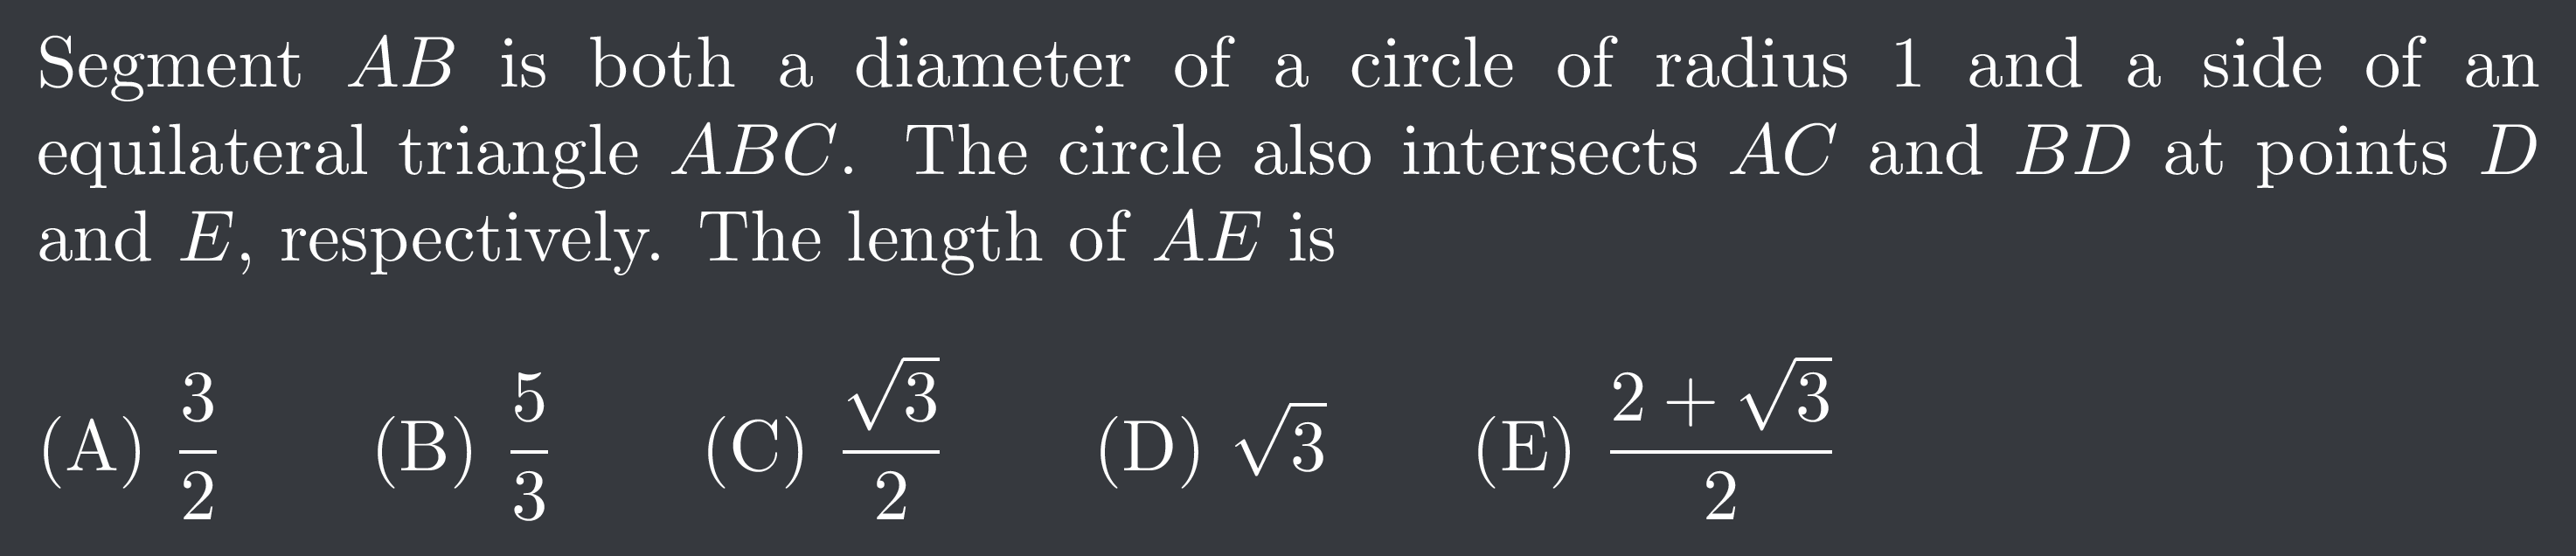 Segment AB is both a diameter of a circle of radius 1 and a side of an
equilateral triangle ABC. The circle also intersects AC and BD at points D
and E, respectively. The length of AE is
(A) \frac{3}{2} (B) \frac{5}{3} (C) \frac{\sqrt{3}}{2} (D) \sqrt{3} (E) \frac{2+\sqrt{3}}{2}